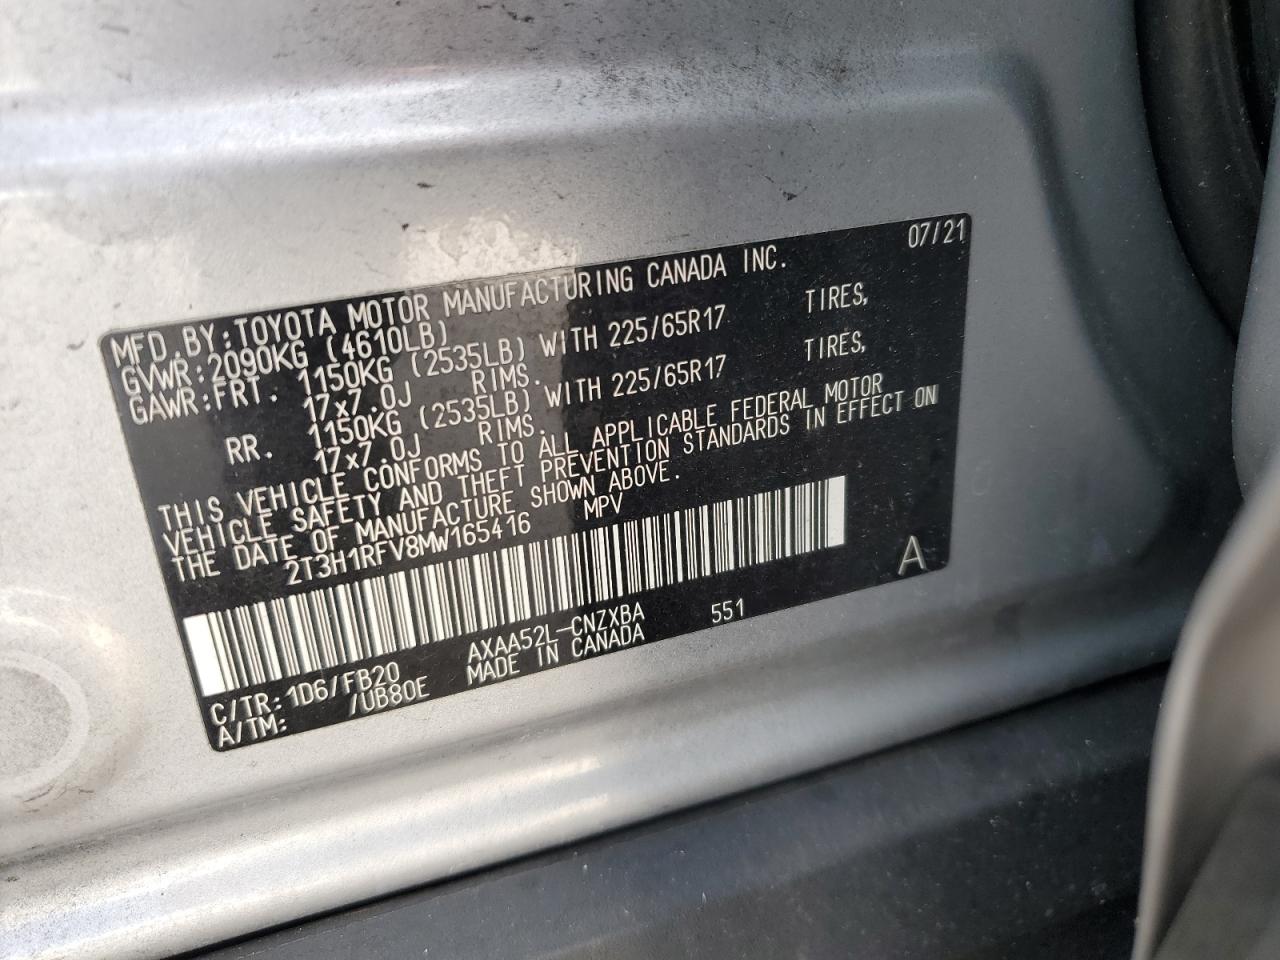 07/21
MFD.BY:TOYOTA MOTOR MANUFACTURING CANADA INC.
GVWR:2090KG (4610LB)
GAWR:FRT. 1150KG (2535LB) WITH 225/65R17 TIRES,
17x7.0J RIMS.
RR. 1150KG (2535LB) WITH 225/65R17 TIRES,
17x7.0J RIMS.
THIS VEHICLE CONFORMS TO ALL APPLICABLE FEDERAL MOTOR
VEHICLE SAFETY AND THEFT PREVENTION STANDARDS IN EFFECT ON
THE DATE OF MANUFACTURE SHOWN ABOVE.
2T3H1RFV8MW165416 MPV
A
C/TR:1D6/FB20 AXAA52L-CNZXBA 551
A/TM: /UB80E MADE IN CANADA